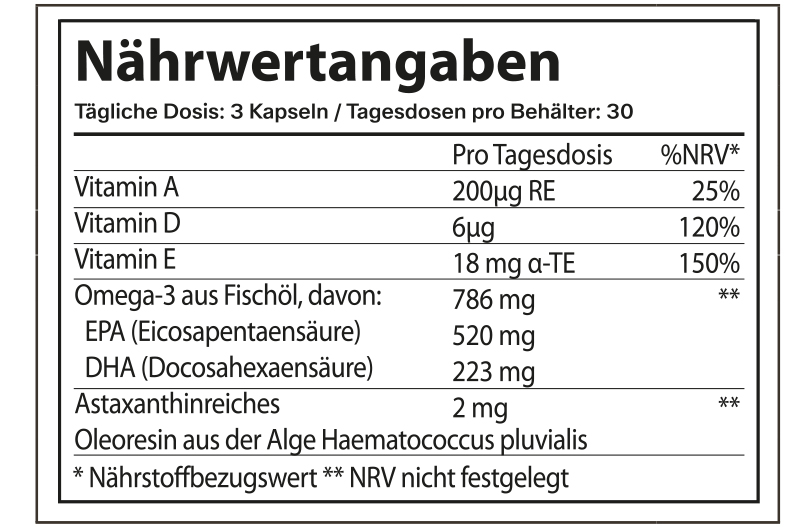 Nährwertangaben
Tägliche Dosis: 3 Kapseln / Tagesdosen pro Behälter: 30
Pro Tagesdosis %NRV*
Vitamin A 200µg RE 25%
Vitamin D 6µg 120%
Vitamin E 18 mg α-TE 150%
Omega-3 aus Fischöl, davon: 786 mg **
EPA (Eicosapentaensäure) 520 mg
DHA (Docosahexaensäure) 223 mg
Astaxanthinreiches 2 mg **
Oleoresin aus der Alge Haematococcus pluvialis
* Nährstoffbezugswert ** NRV nicht festgelegt